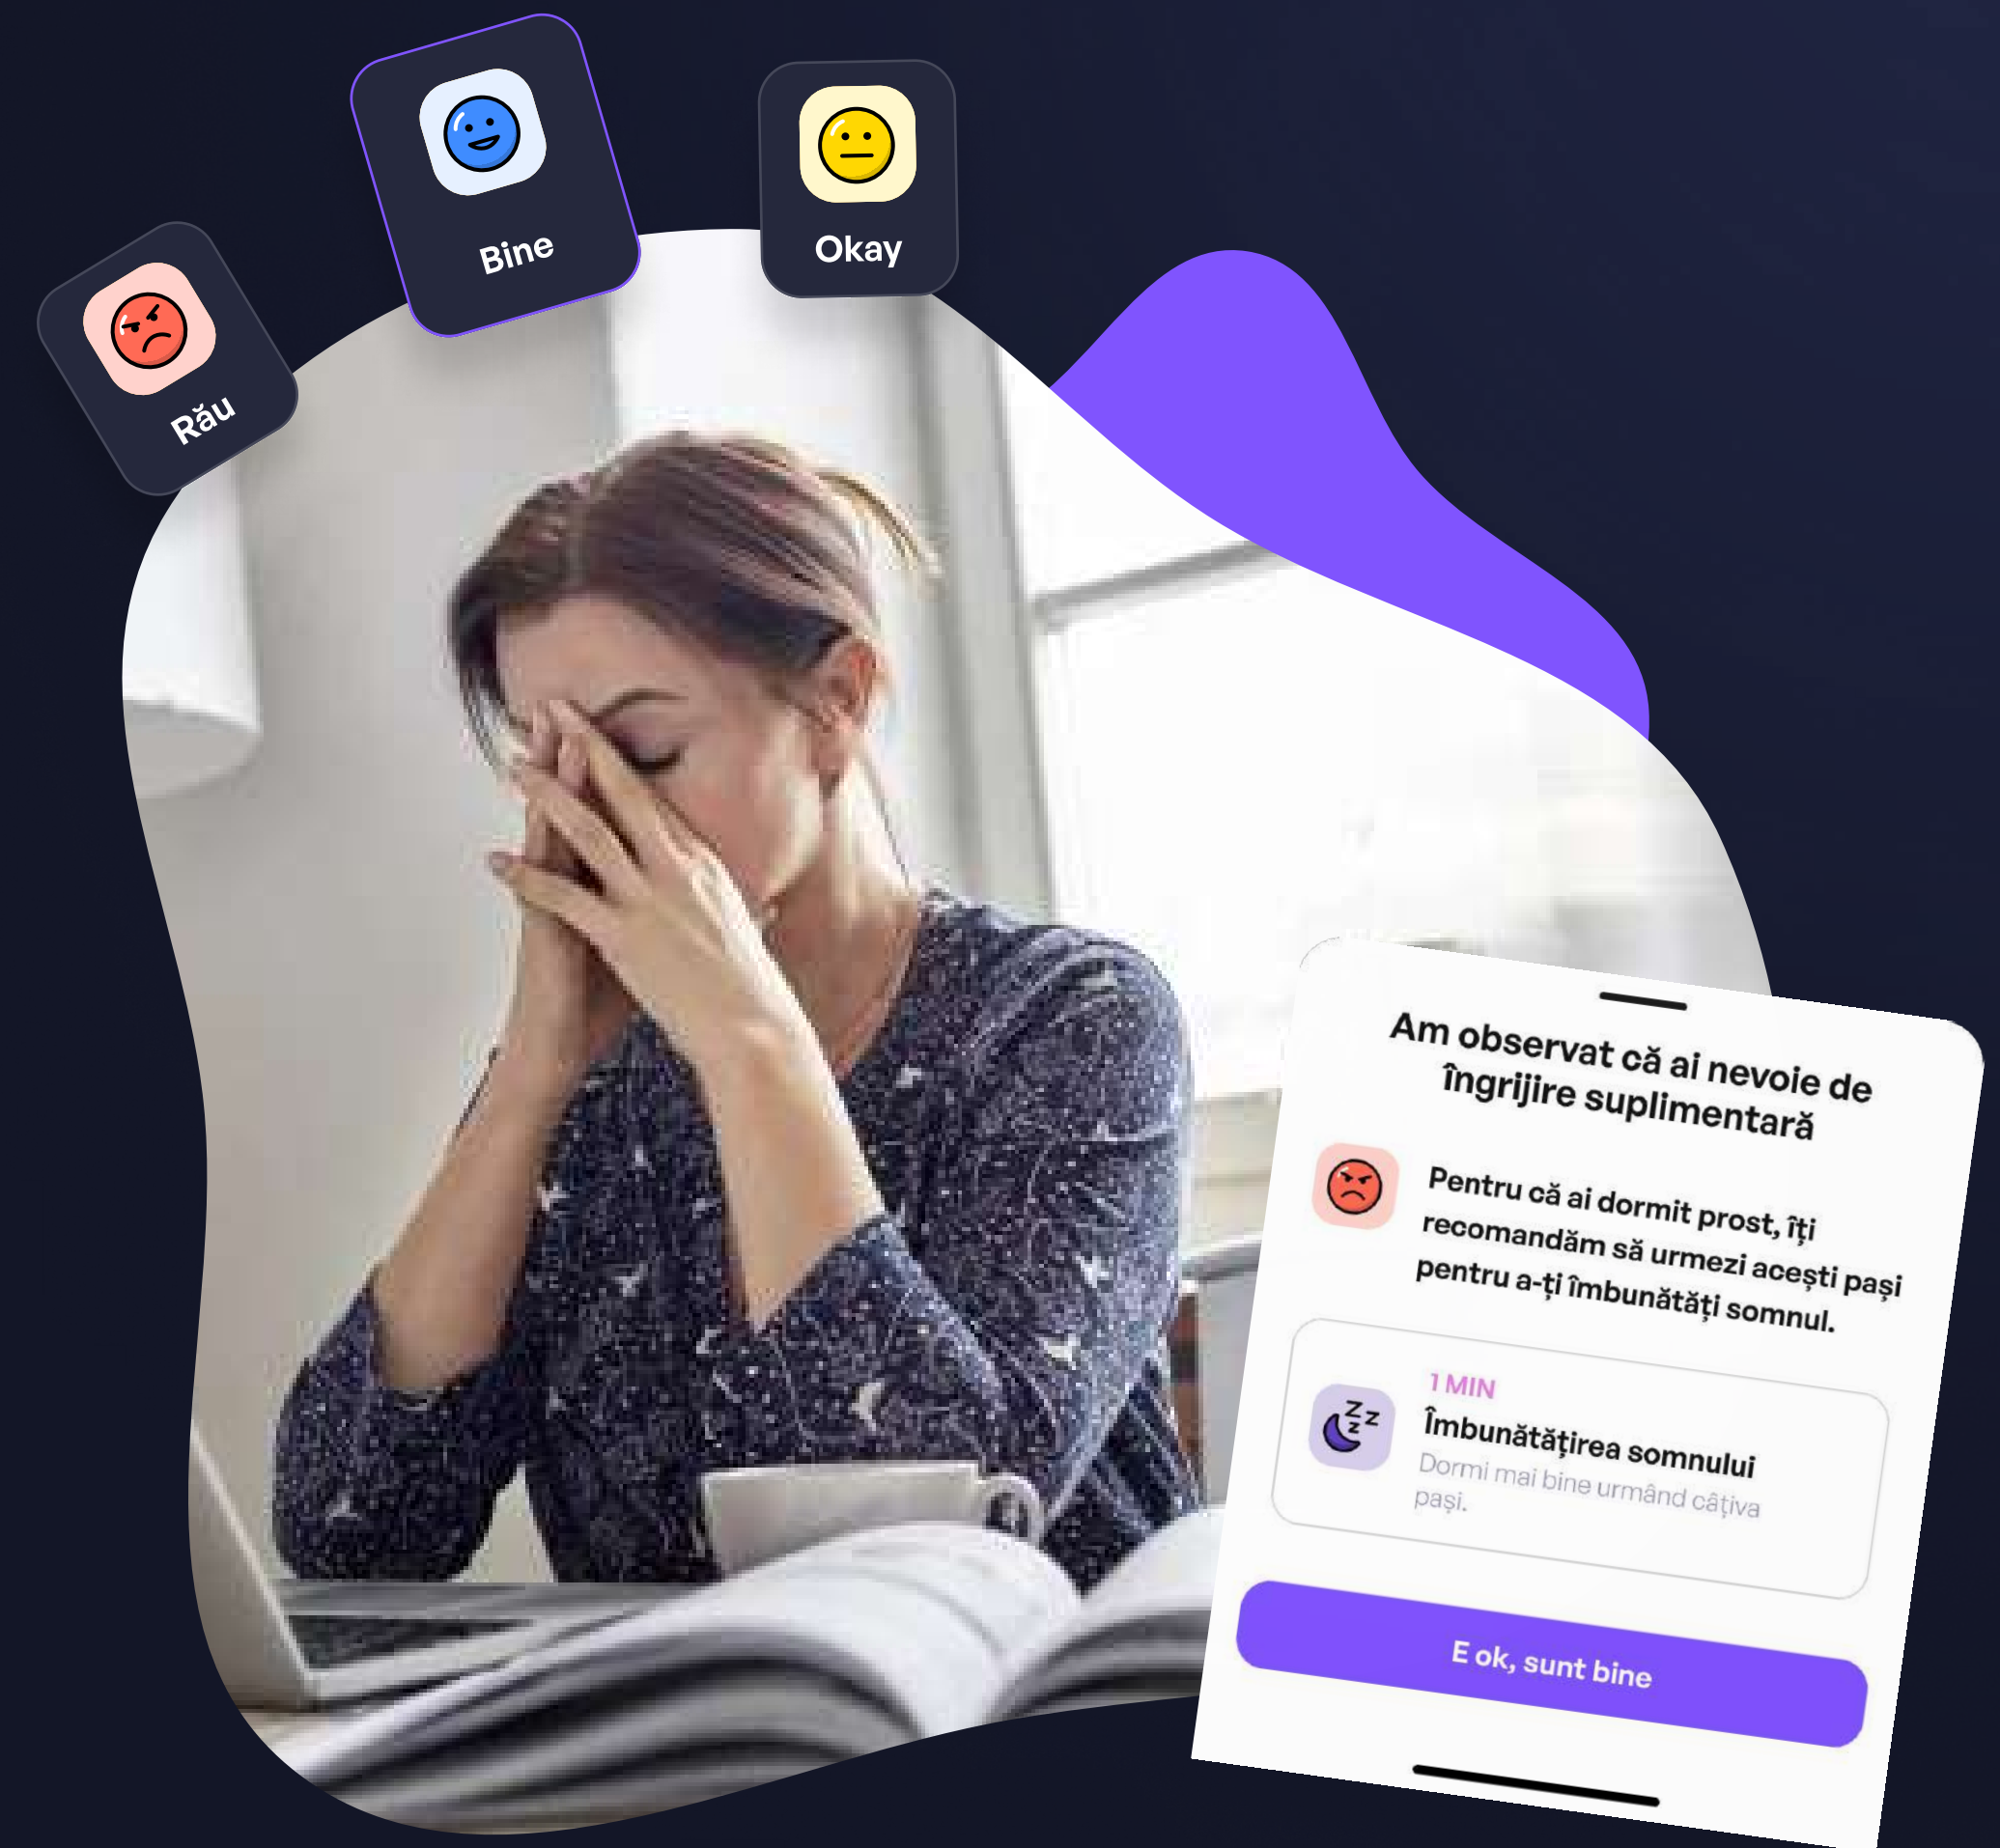 Rău
Bine
Okay
Am observat că ai nevoie de
îngrijire suplimentară
Pentru că ai dormit prost, îți
recomandăm să urmezi acești pași
pentru a-ți îmbunătăți somnul.
1 MIN
Îmbunătățirea somnului
Dormi mai bine urmând câțiva
pași.
E ok, sunt bine